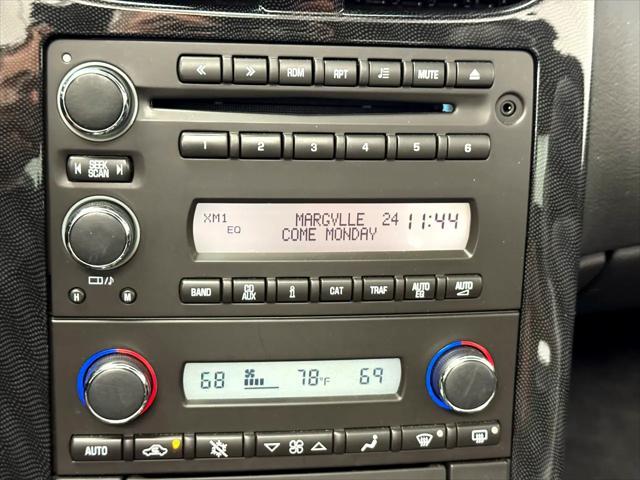 RDM RPT MUTE
1 2 3 4 5 6
SEEK
SCAN
XM1 MARGVLLE 24 11:44
EQ COME MONDAY
H M
BAND CD AUX i CAT TRAF AUTO EQ AUTO
68 78°F 69
AUTO